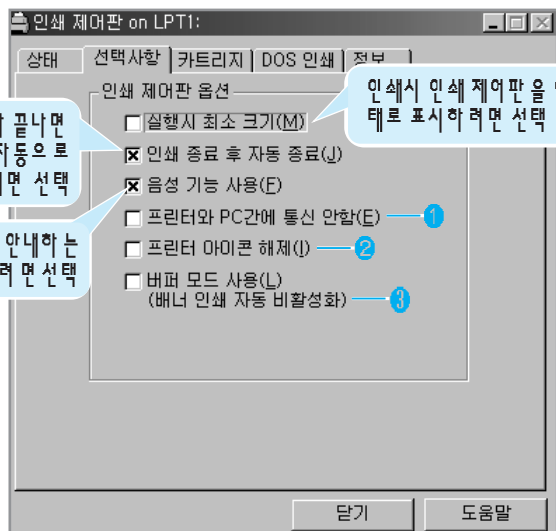 인쇄 제어판 on LPT1:
상태 선택사항 카트리지 DOS 인쇄 정보
인쇄 제어판 옵션
실행시 최소 크기(M)
인쇄시 인쇄 제어판을
태로 표시하려면 선택
끝나면
자동으로
면 선택
인쇄 종료 후 자동 종료(J)
음성 기능 사용(F)
안내하는
려면 선택
프린터와 PC간에 통신 안함(E) 1
프린터 아이콘 해제(I) 2
버퍼 모드 사용(L)
(배너 인쇄 자동 비활성화) 3
닫기 도움말